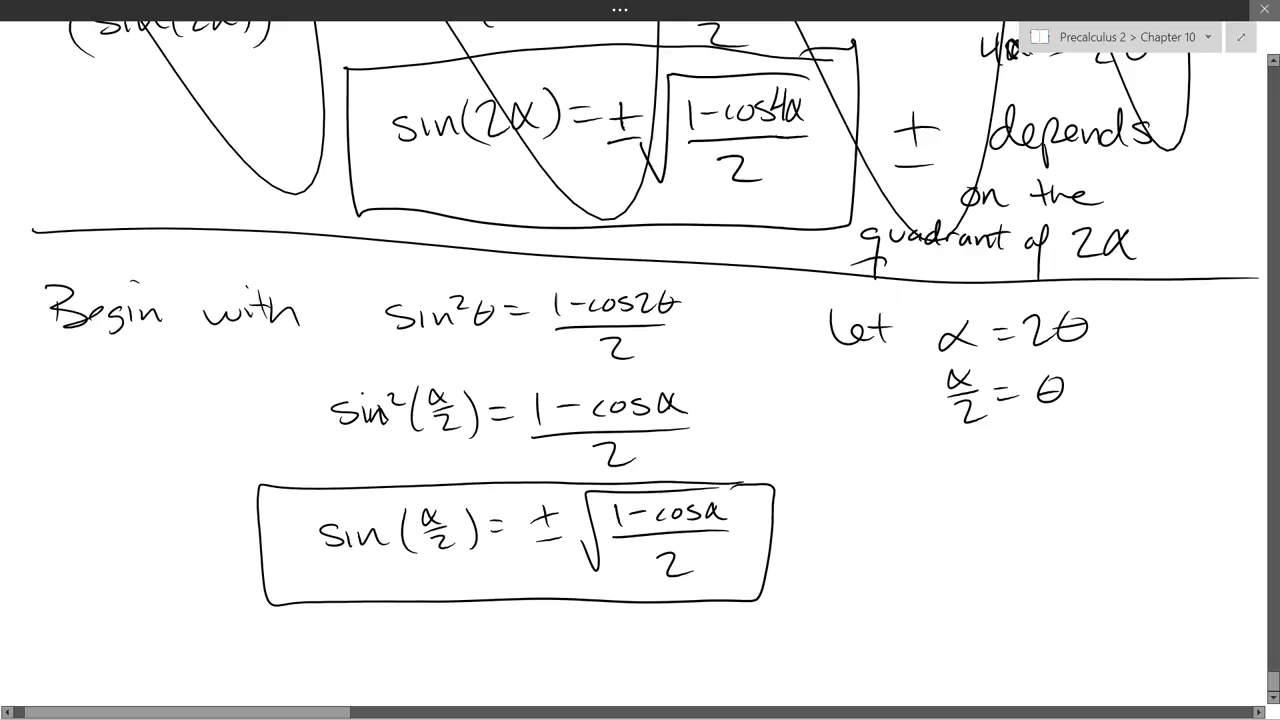 Precalculus 2 > Chapter 10
sin(2α) = ± √((1-cos4α)/2)
± depends
on the
quadrant of 2α
Begin with sin²θ = (1-cos2θ)/2 let α = 2θ
α/2 = θ
sin²(α/2) = (1-cosα)/2
sin(α/2) = ± √((1-cosα)/2)